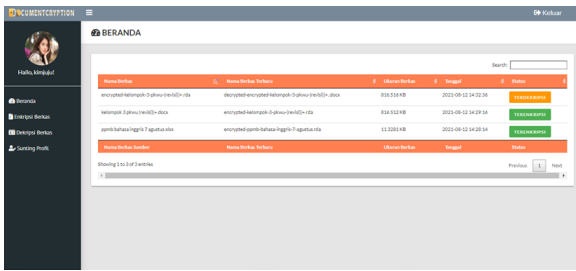 DOCUMENTCRYPTION
Keluar
BERANDA
Hallo, kimjuju!
Beranda
Enkripsi Berkas
Dekripsi Berkas
Sunting Profil
Search:
Nama Berkas Nama Berkas Terbaru Ukuran Berkas Tanggal Status
encrypted-kelompok-3-pkwu-(revisi)+.rda decrypted-encrypted-kelompok-3-pkwu-(revisi)+.docx 816.516 KB 2021-08-12 14:32:36 TERDEKRIPSI
kelompok 3 pkwu (revisi)+.docx encrypted-kelompok-3-pkwu-(revisi)+.rda 816.512 KB 2021-08-12 14:29:16 TERENKRIPSI
ppmb bahasa inggris 7 agustus.xlsx encrypted-ppmb-bahasa-inggris-7-agustus.rda 11.3281 KB 2021-08-12 14:28:14 TERENKRIPSI
Nama Berkas Sumber Nama Berkas Terbaru Ukuran Berkas Tanggal Status
Showing 1 to 3 of 3 entries
Previous 1 Next